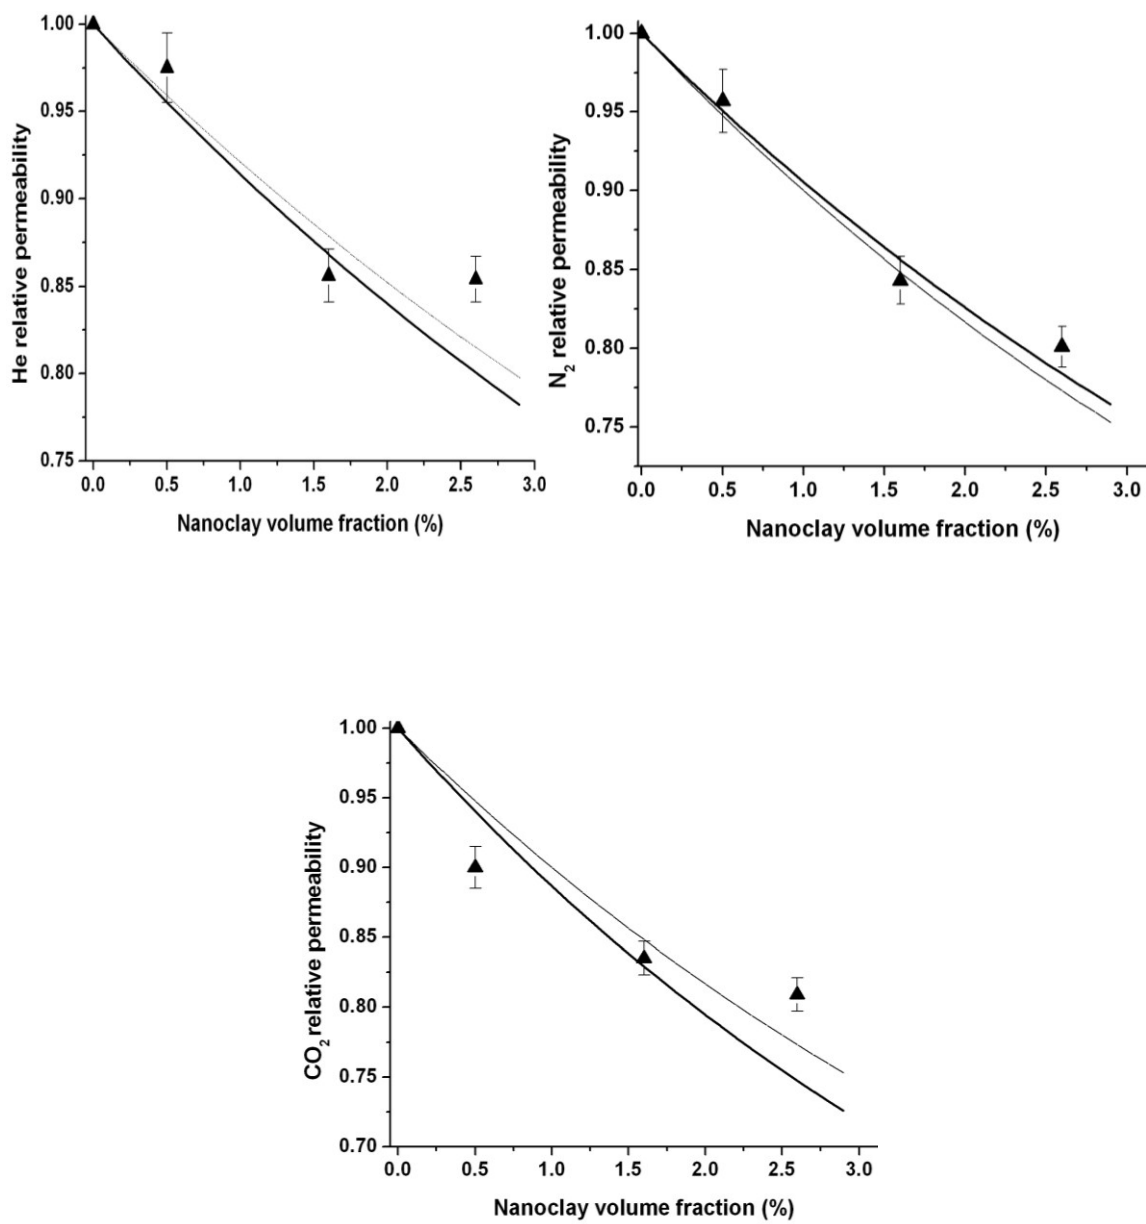 He relative permeability
1.00
0.95
0.90
0.85
0.80
0.75
0.0 0.5 1.0 1.5 2.0 2.5 3.0
Nanoclay volume fraction (%)
N₂ relative permeability
1.00
0.95
0.90
0.85
0.80
0.75
0.0 0.5 1.0 1.5 2.0 2.5 3.0
Nanoclay volume fraction (%)
CO₂ relative permeability
1.00
0.95
0.90
0.85
0.80
0.75
0.70
0.0 0.5 1.0 1.5 2.0 2.5 3.0
Nanoclay volume fraction (%)